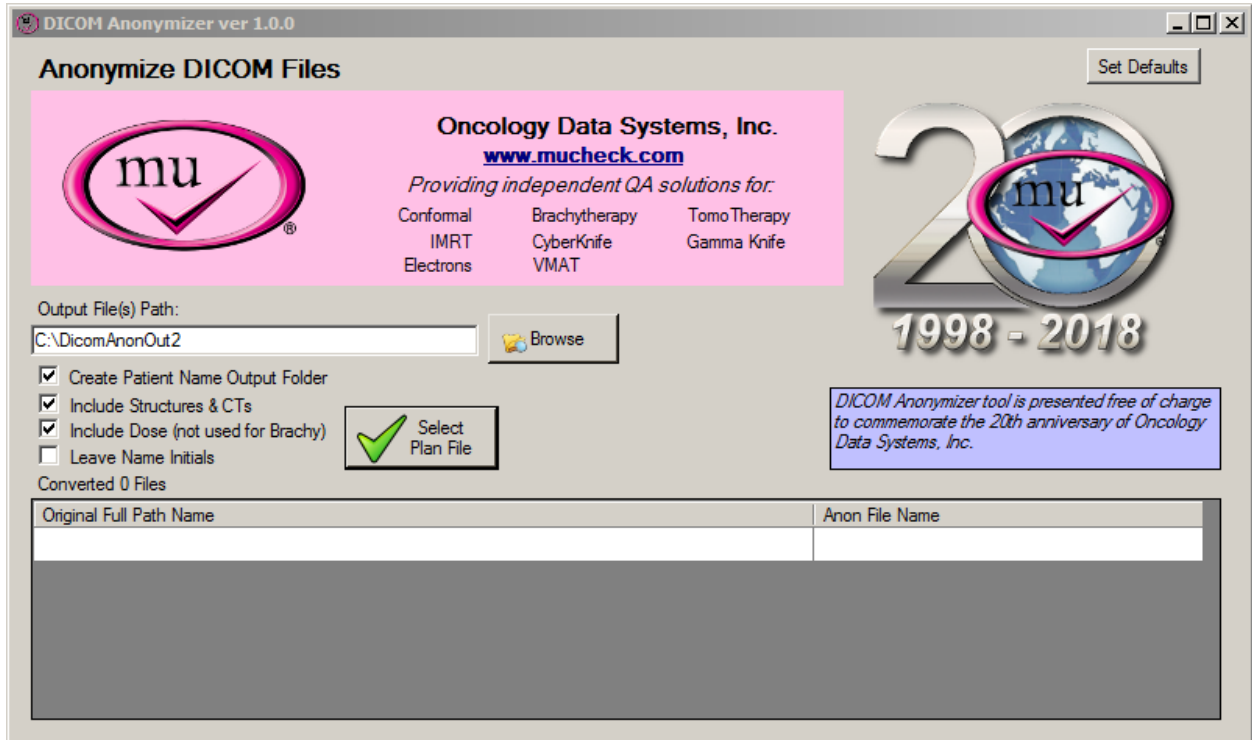 DICOM Anonymizer ver 1.0.0
Anonymize DICOM Files
Set Defaults
mu
®
Oncology Data Systems, Inc.
www.mucheck.com
Providing independent QA solutions for:
Conformal Brachytherapy TomoTherapy
IMRT CyberKnife Gamma Knife
Electrons VMAT
20
mu
®
1998 - 2018
Output File(s) Path:
C:\DicomAnonOut2
Browse
Create Patient Name Output Folder
Include Structures & CTs
Include Dose (not used for Brachy)
Leave Name Initials
Select
Plan File
DICOM Anonymizer tool is presented free of charge
to commemorate the 20th anniversary of Oncology
Data Systems, Inc.
Converted 0 Files
Original Full Path Name Anon File Name